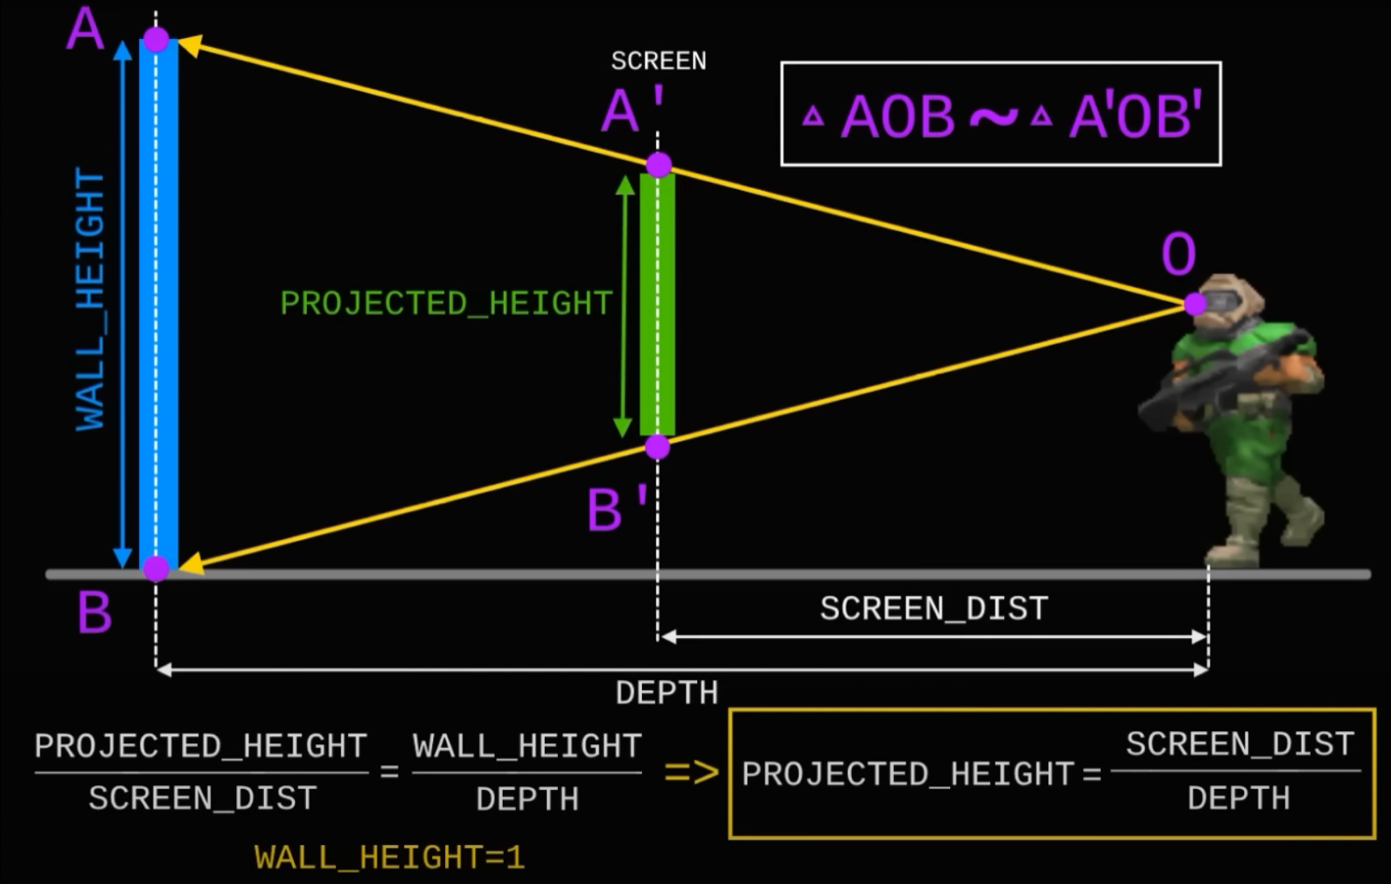 A
SCREEN
A'
▵ AOB ~ ▵ A'OB'
WALL_HEIGHT
O
PROJECTED_HEIGHT
B'
B
SCREEN_DIST
DEPTH
PROJECTED_HEIGHT / SCREEN_DIST = WALL_HEIGHT / DEPTH => PROJECTED_HEIGHT = SCREEN_DIST / DEPTH
WALL_HEIGHT=1